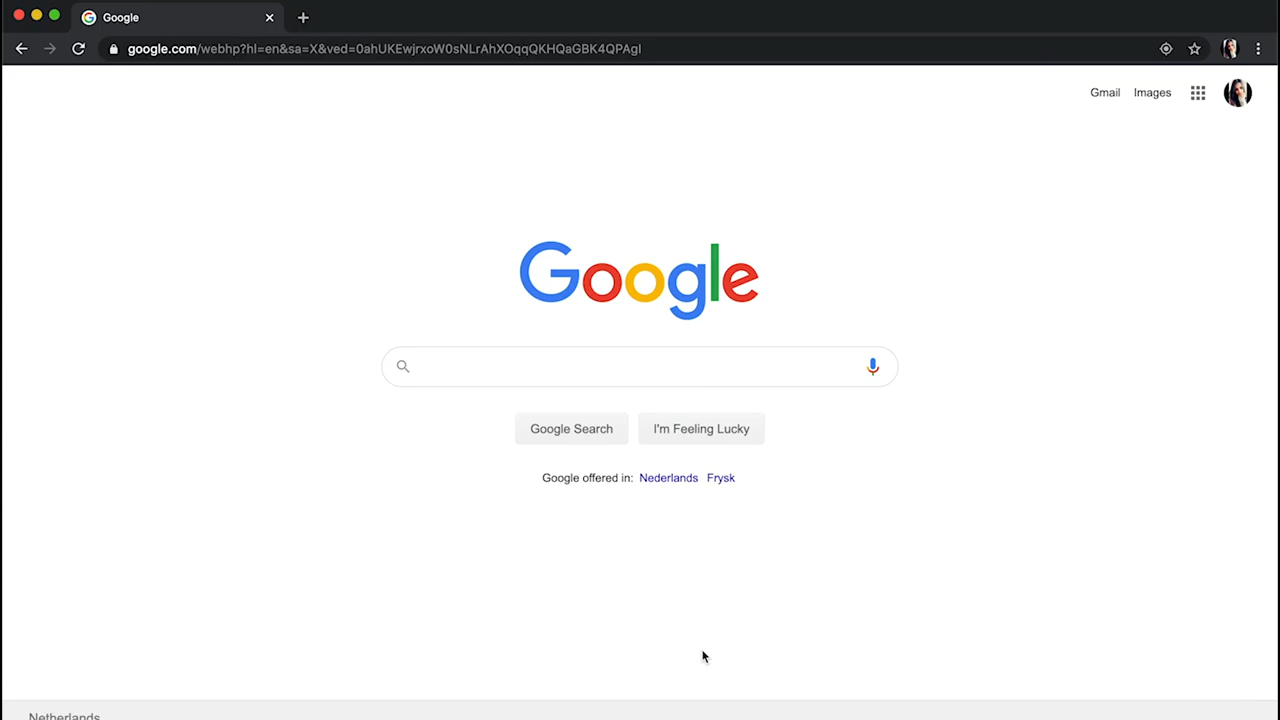 Google
google.com/webhp?hl=en&sa=X&ved=0ahUKEwjrxoW0sNLrAhXOqqQKHQaGBK4QPAgI
Gmail Images
Google
Google Search I'm Feeling Lucky
Google offered in: Nederlands Frysk
Netherlands